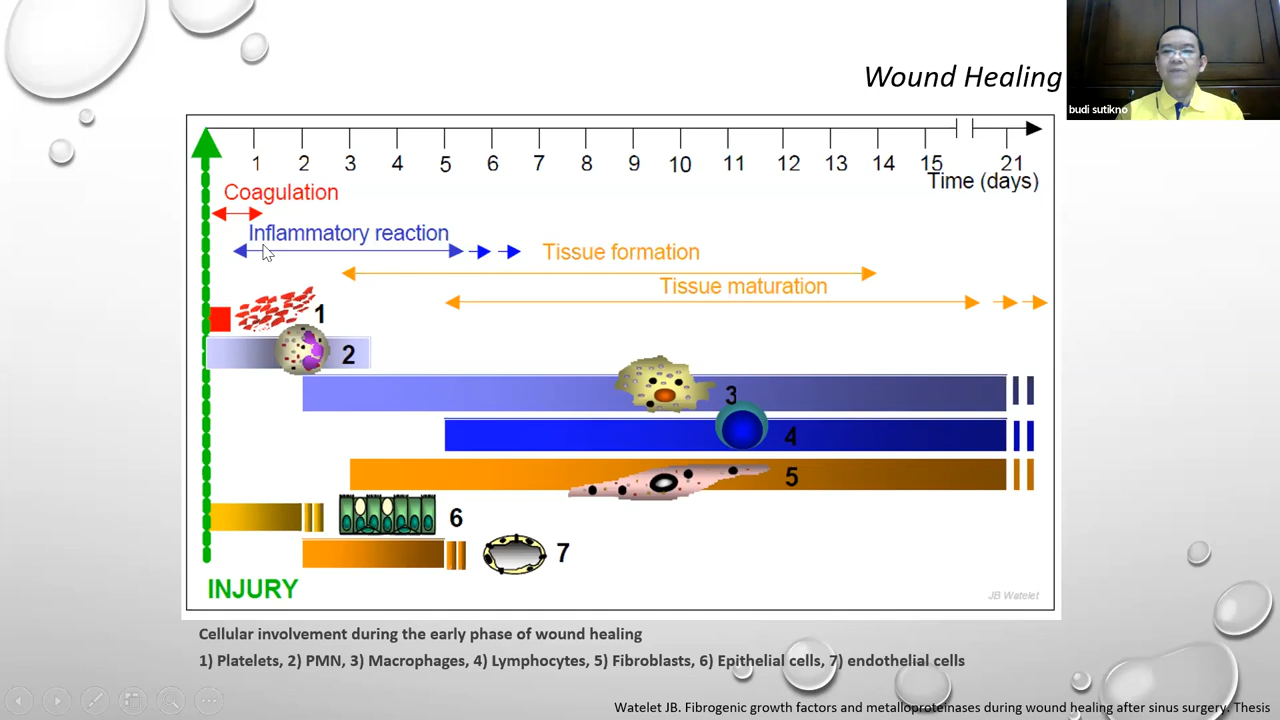 Wound Healing
budi sutikno
1 2 3 4 5 6 7 8 9 10 11 12 13 14 15 21
Time (days)
Coagulation
Inflammatory reaction
Tissue formation
Tissue maturation
1
2
3
4
5
6
7
INJURY
JB Watelet
Cellular involvement during the early phase of wound healing
1) Platelets, 2) PMN, 3) Macrophages, 4) Lymphocytes, 5) Fibroblasts, 6) Epithelial cells, 7) endothelial cells
Watelet JB. Fibrogenic growth factors and metalloproteinases during wound healing after sinus surgery. Thesis